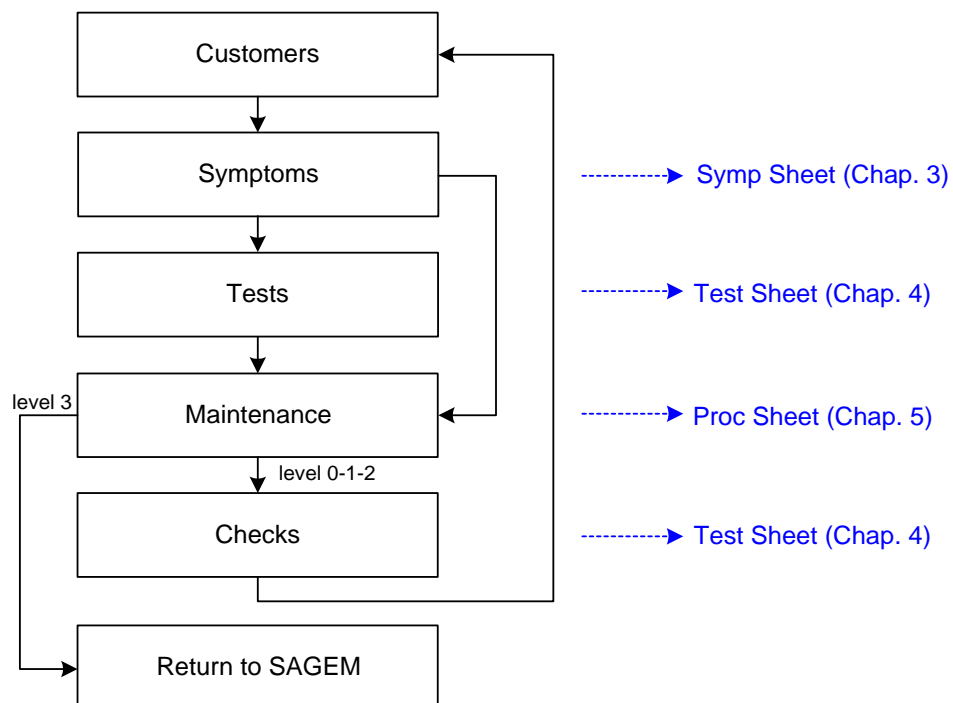 Customers
Symptoms
Symp Sheet (Chap. 3)
Tests
Test Sheet (Chap. 4)
level 3
Maintenance
Proc Sheet (Chap. 5)
level 0-1-2
Checks
Test Sheet (Chap. 4)
Return to SAGEM